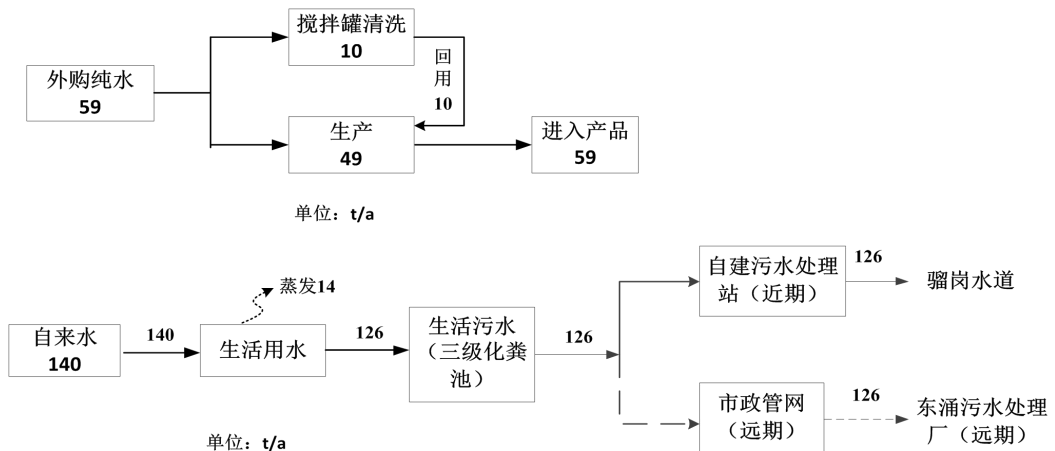 搅拌罐清洗
10
外购纯水
59
回
用
10
生产
49
进入产品
59
单位：t/a
蒸发14
自来水
140
140
生活用水
126
生活污水
（三级化粪
池）
126
自建污水处理
站（近期）
126
骝岗水道
市政管网
（远期）
126
东涌污水处理
厂（远期）
单位：t/a